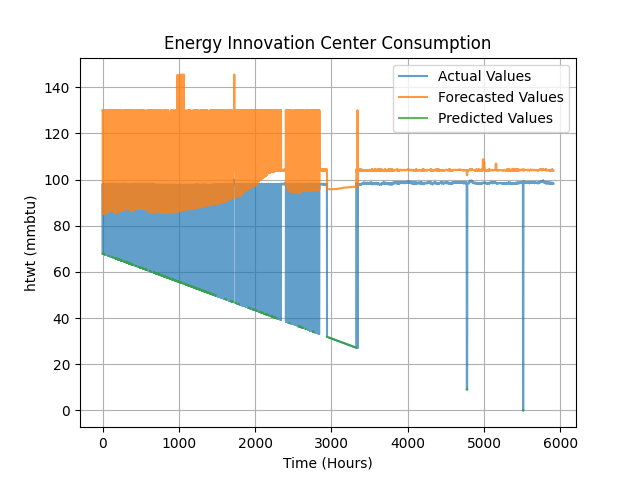 Energy Innovation Center Consumption
Actual Values
Forecasted Values
Predicted Values
htwt (mmbtu)
140
120
100
80
60
40
20
0
0 1000 2000 3000 4000 5000 6000
Time (Hours)